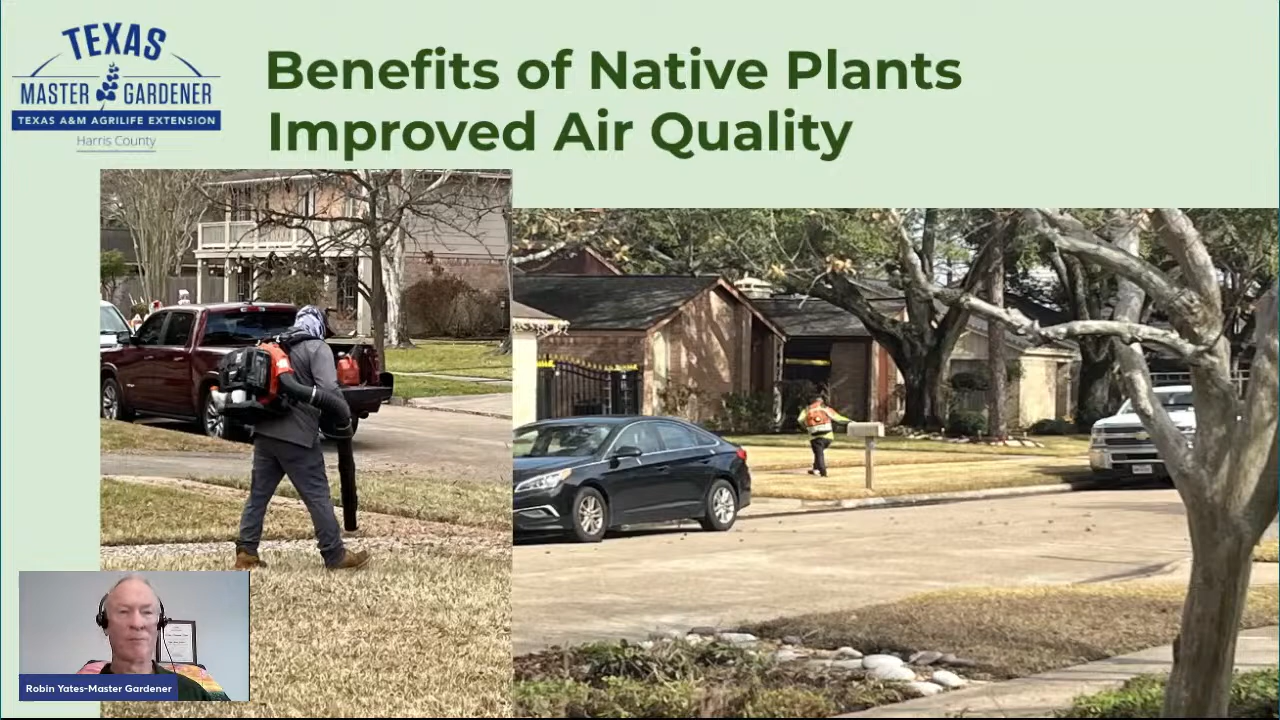 TEXAS
MASTER GARDENER
TEXAS A&M AGRILIFE EXTENSION
Harris County
Benefits of Native Plants
Improved Air Quality
Robin Yates-Master Gardener